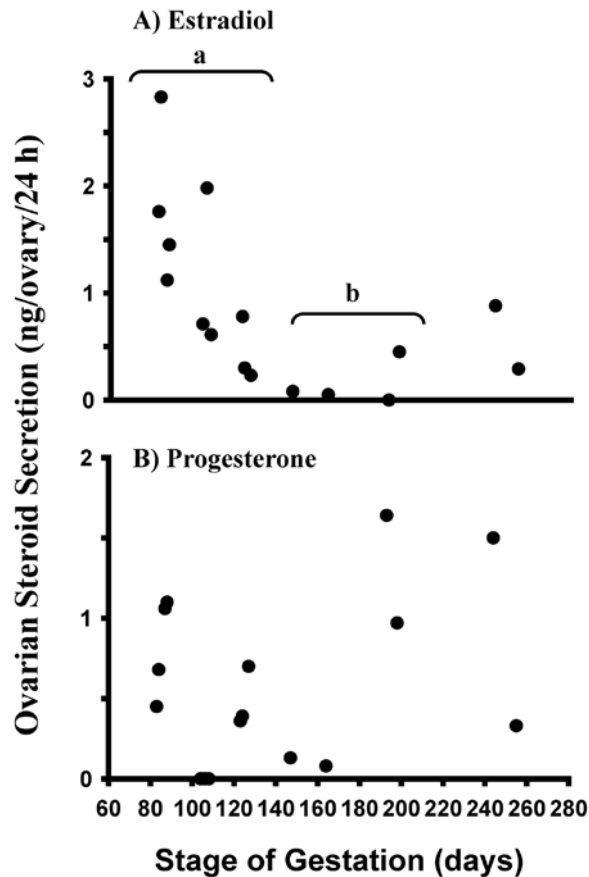 A) Estradiol
a
3
2
b
1
0
Ovarian Steroid Secretion (ng/ovary/24 h)
2
B) Progesterone
1
0
60 80 100 120 140 160 180 200 220 240 260 280
Stage of Gestation (days)